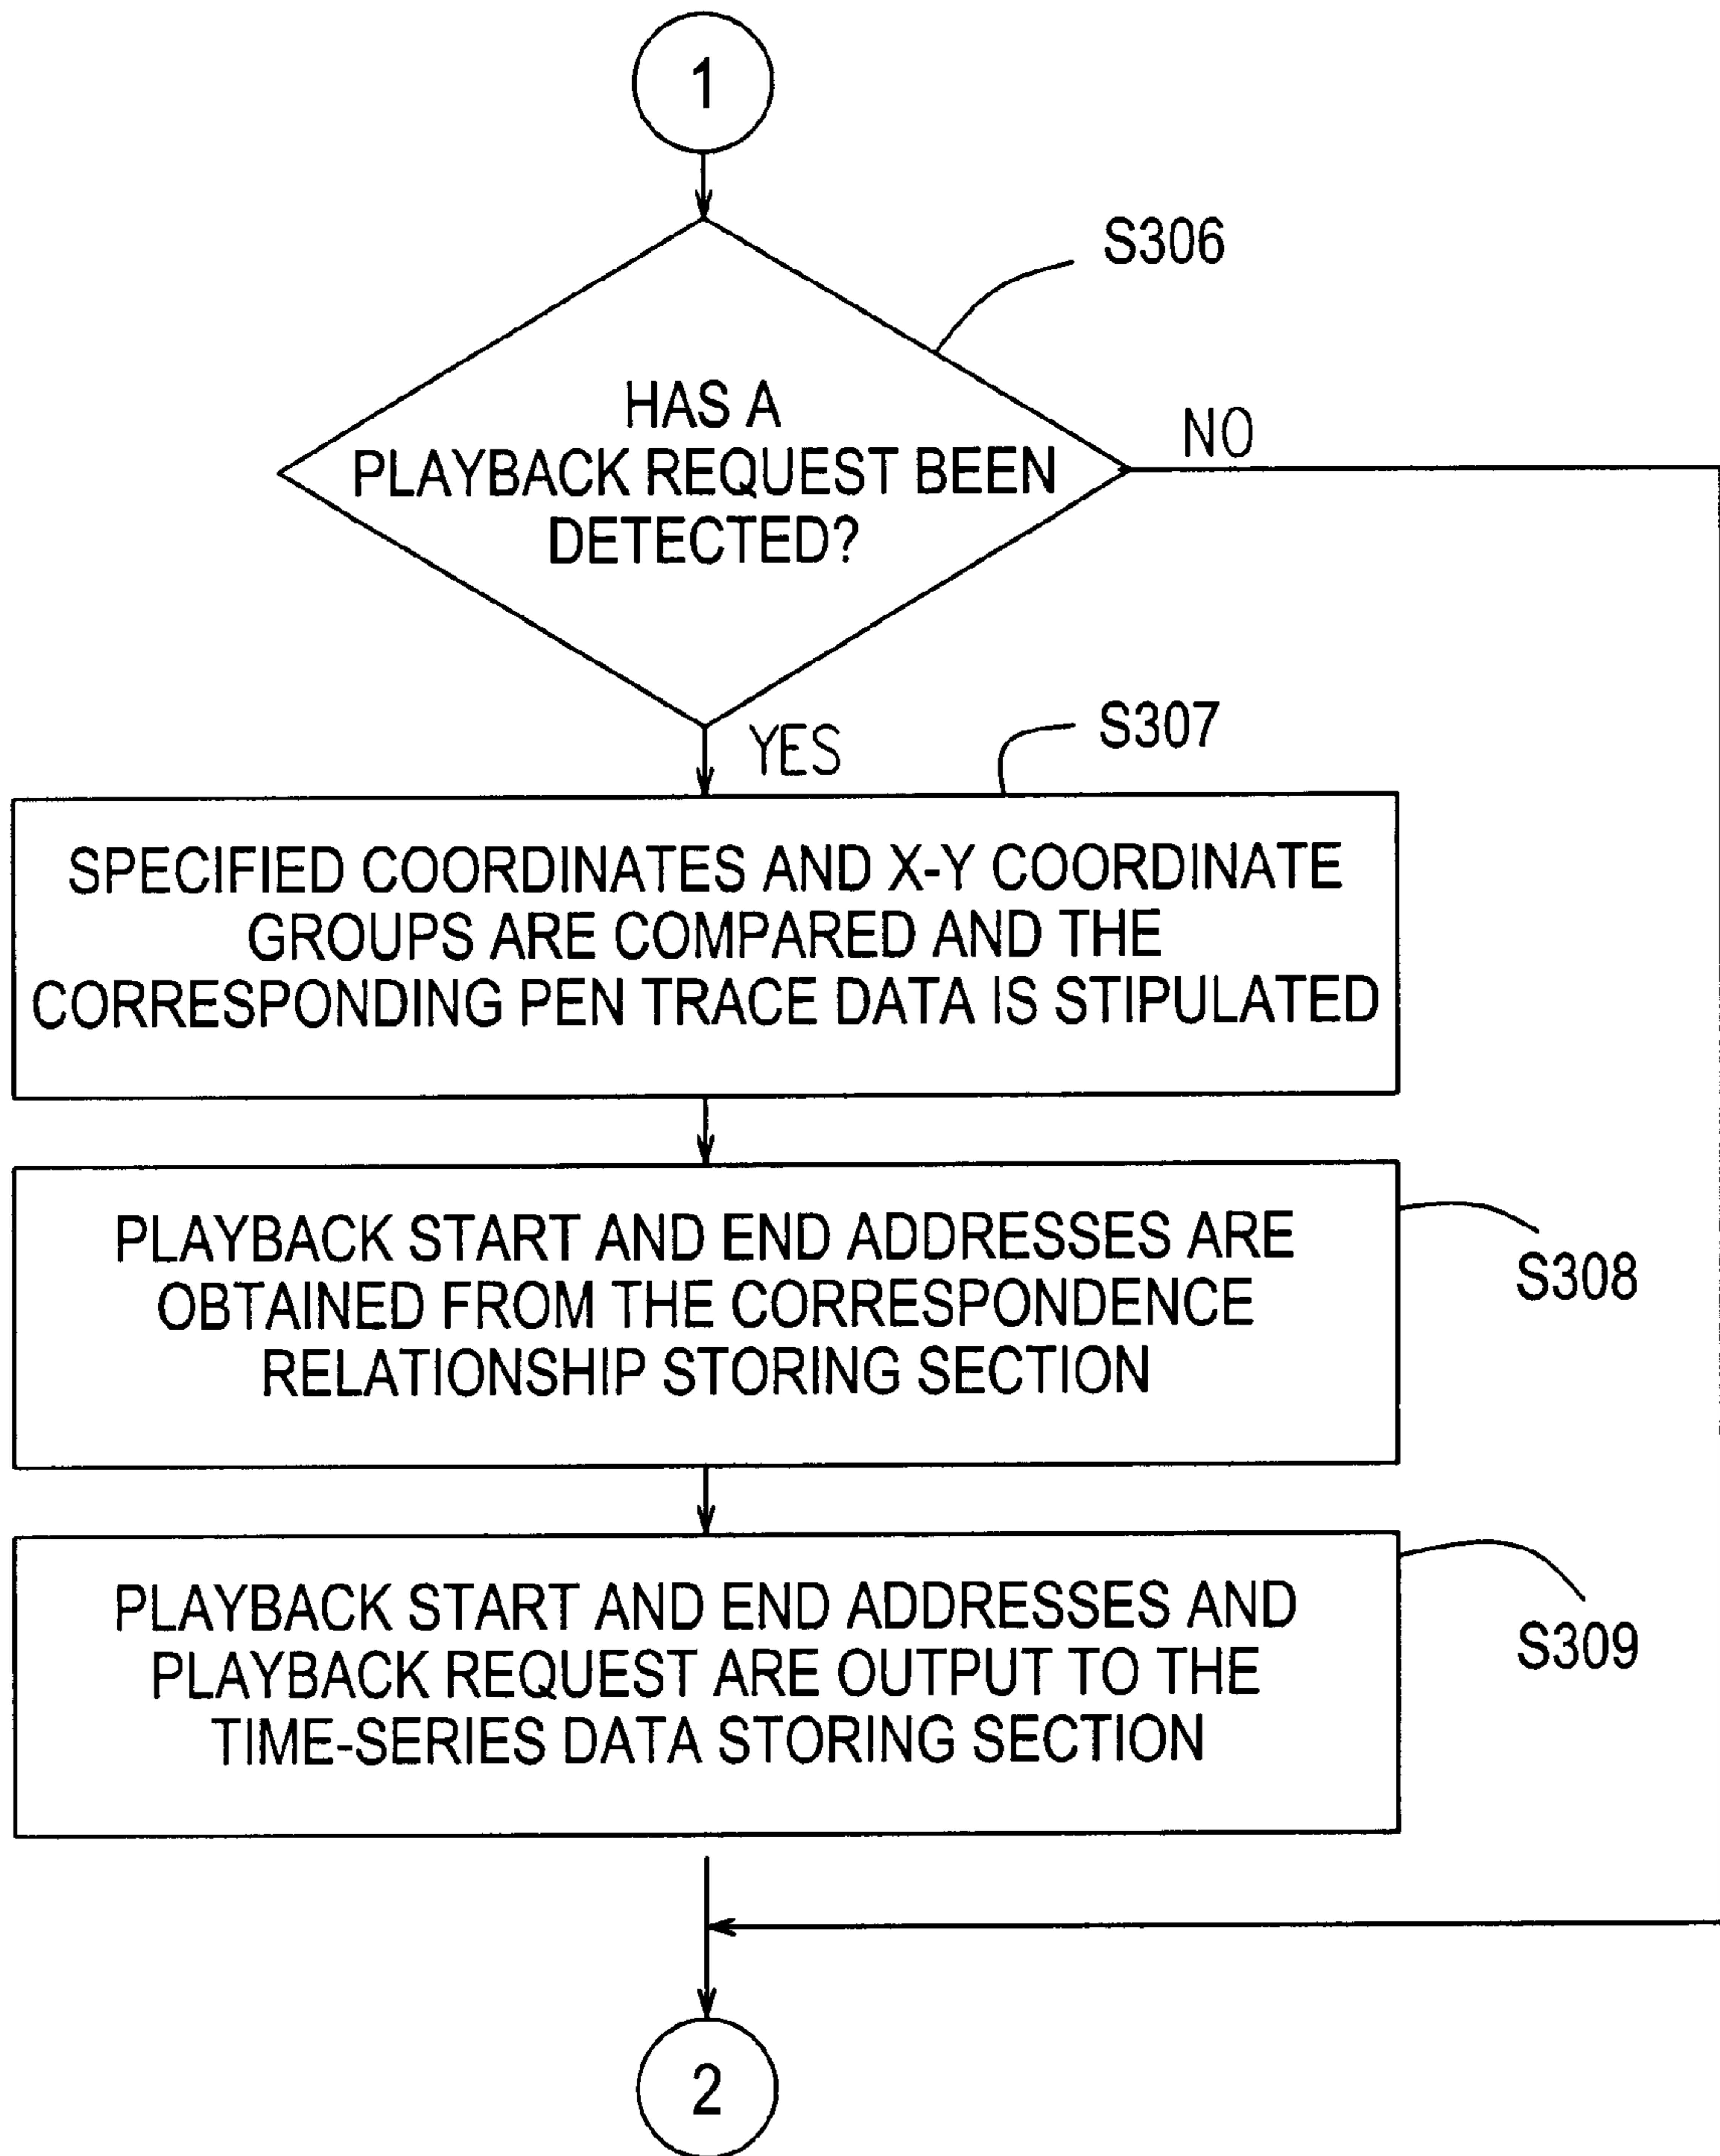 1
S306
HAS A
PLAYBACK REQUEST BEEN
DETECTED?
NO
YES
S307
SPECIFIED COORDINATES AND X-Y COORDINATE
GROUPS ARE COMPARED AND THE
CORRESPONDING PEN TRACE DATA IS STIPULATED
PLAYBACK START AND END ADDRESSES ARE
OBTAINED FROM THE CORRESPONDENCE
RELATIONSHIP STORING SECTION
S308
PLAYBACK START AND END ADDRESSES AND
PLAYBACK REQUEST ARE OUTPUT TO THE
TIME-SERIES DATA STORING SECTION
S309
2